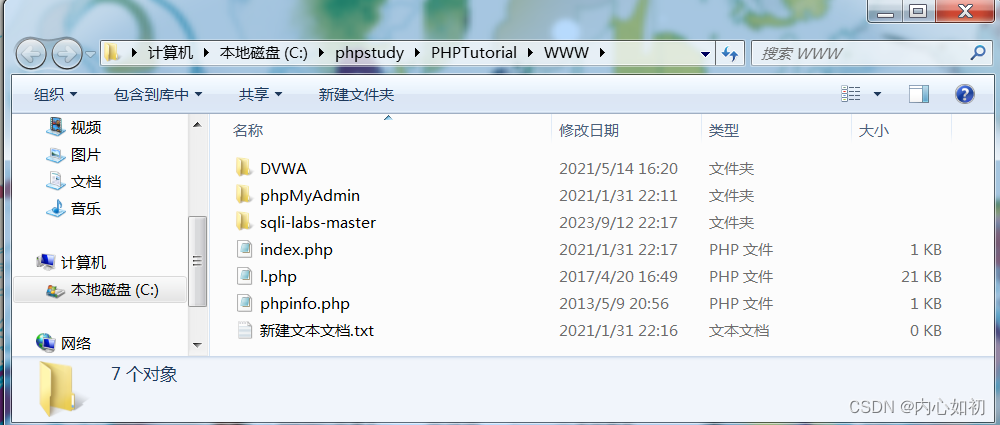 计算机 本地磁盘 (C:) phpstudy PHPTutorial WWW 搜索 WWW
组织 包含到库中 共享 新建文件夹
视频
图片
文档
音乐
计算机
本地磁盘 (C:)
网络
名称 修改日期 类型 大小
DVWA 2021/5/14 16:20 文件夹
phpMyAdmin 2021/1/31 22:11 文件夹
sqli-labs-master 2023/9/12 22:17 文件夹
index.php 2021/1/31 22:17 PHP 文件 1 KB
l.php 2017/4/20 16:49 PHP 文件 21 KB
phpinfo.php 2013/5/9 20:56 PHP 文件 1 KB
新建文本文档.txt 2021/1/31 22:16 文本文档 0 KB
7 个对象
CSDN @内心如初